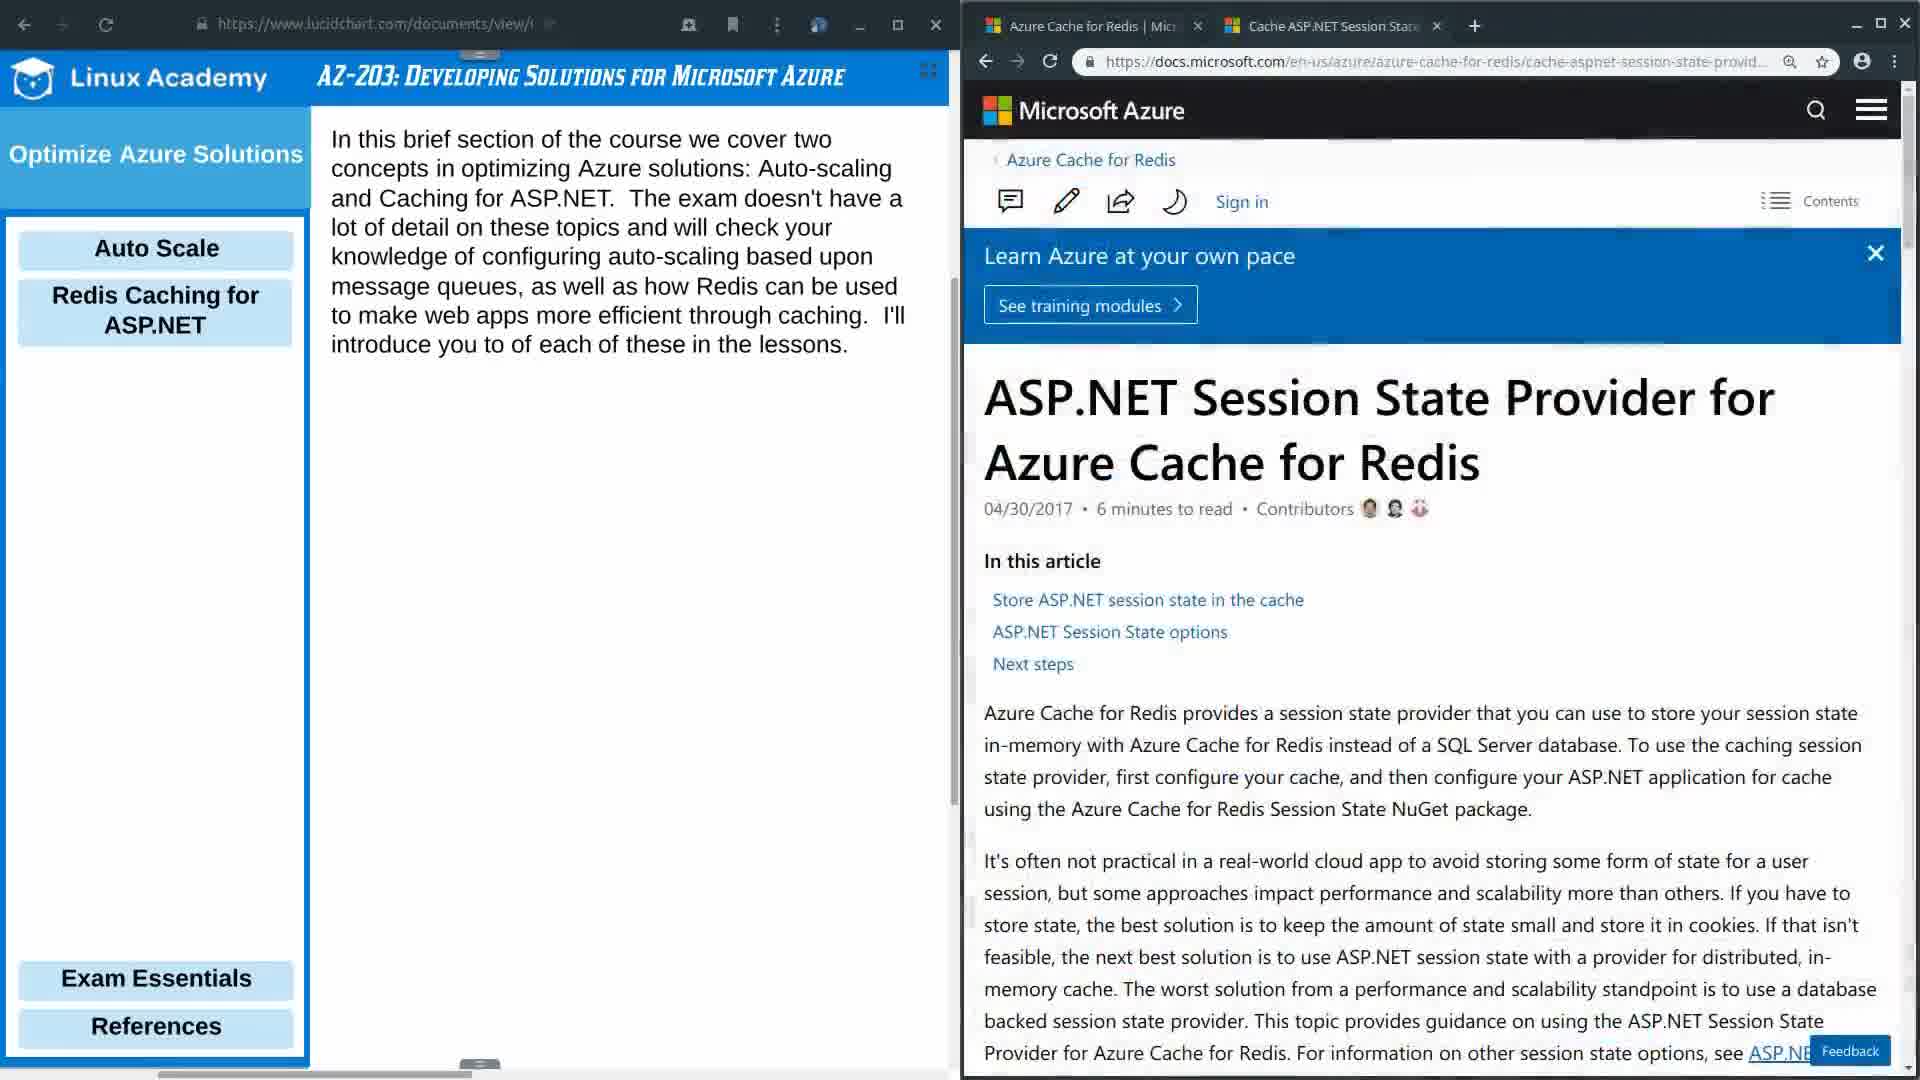 https://www.lucidchart.com/documents/view/
Linux Academy
AZ-203: Developing Solutions for Microsoft Azure
Optimize Azure Solutions
Auto Scale
Redis Caching for
ASP.NET
Exam Essentials
References
In this brief section of the course we cover two
concepts in optimizing Azure solutions: Auto-scaling
and Caching for ASP.NET.  The exam doesn't have a
lot of detail on these topics and will check your
knowledge of configuring auto-scaling based upon
message queues, as well as how Redis can be used
to make web apps more efficient through caching.  I'll
introduce you to of each of these in the lessons.
Azure Cache for Redis | Mic
Cache ASP.NET Session State
https://docs.microsoft.com/en-us/azure/azure-cache-for-redis/cache-aspnet-session-state-provid...
Microsoft Azure
Azure Cache for Redis
Sign in
Contents
Learn Azure at your own pace
See training modules
ASP.NET Session State Provider for
Azure Cache for Redis
04/30/2017 • 6 minutes to read • Contributors
In this article
Store ASP.NET session state in the cache
ASP.NET Session State options
Next steps
Azure Cache for Redis provides a session state provider that you can use to store your session state
in-memory with Azure Cache for Redis instead of a SQL Server database. To use the caching session
state provider, first configure your cache, and then configure your ASP.NET application for cache
using the Azure Cache for Redis Session State NuGet package.
It's often not practical in a real-world cloud app to avoid storing some form of state for a user
session, but some approaches impact performance and scalability more than others. If you have to
store state, the best solution is to keep the amount of state small and store it in cookies. If that isn't
feasible, the next best solution is to use ASP.NET session state with a provider for distributed, in-
memory cache. The worst solution from a performance and scalability standpoint is to use a database
backed session state provider. This topic provides guidance on using the ASP.NET Session State
Provider for Azure Cache for Redis. For information on other session state options, see ASP.NE
Feedback